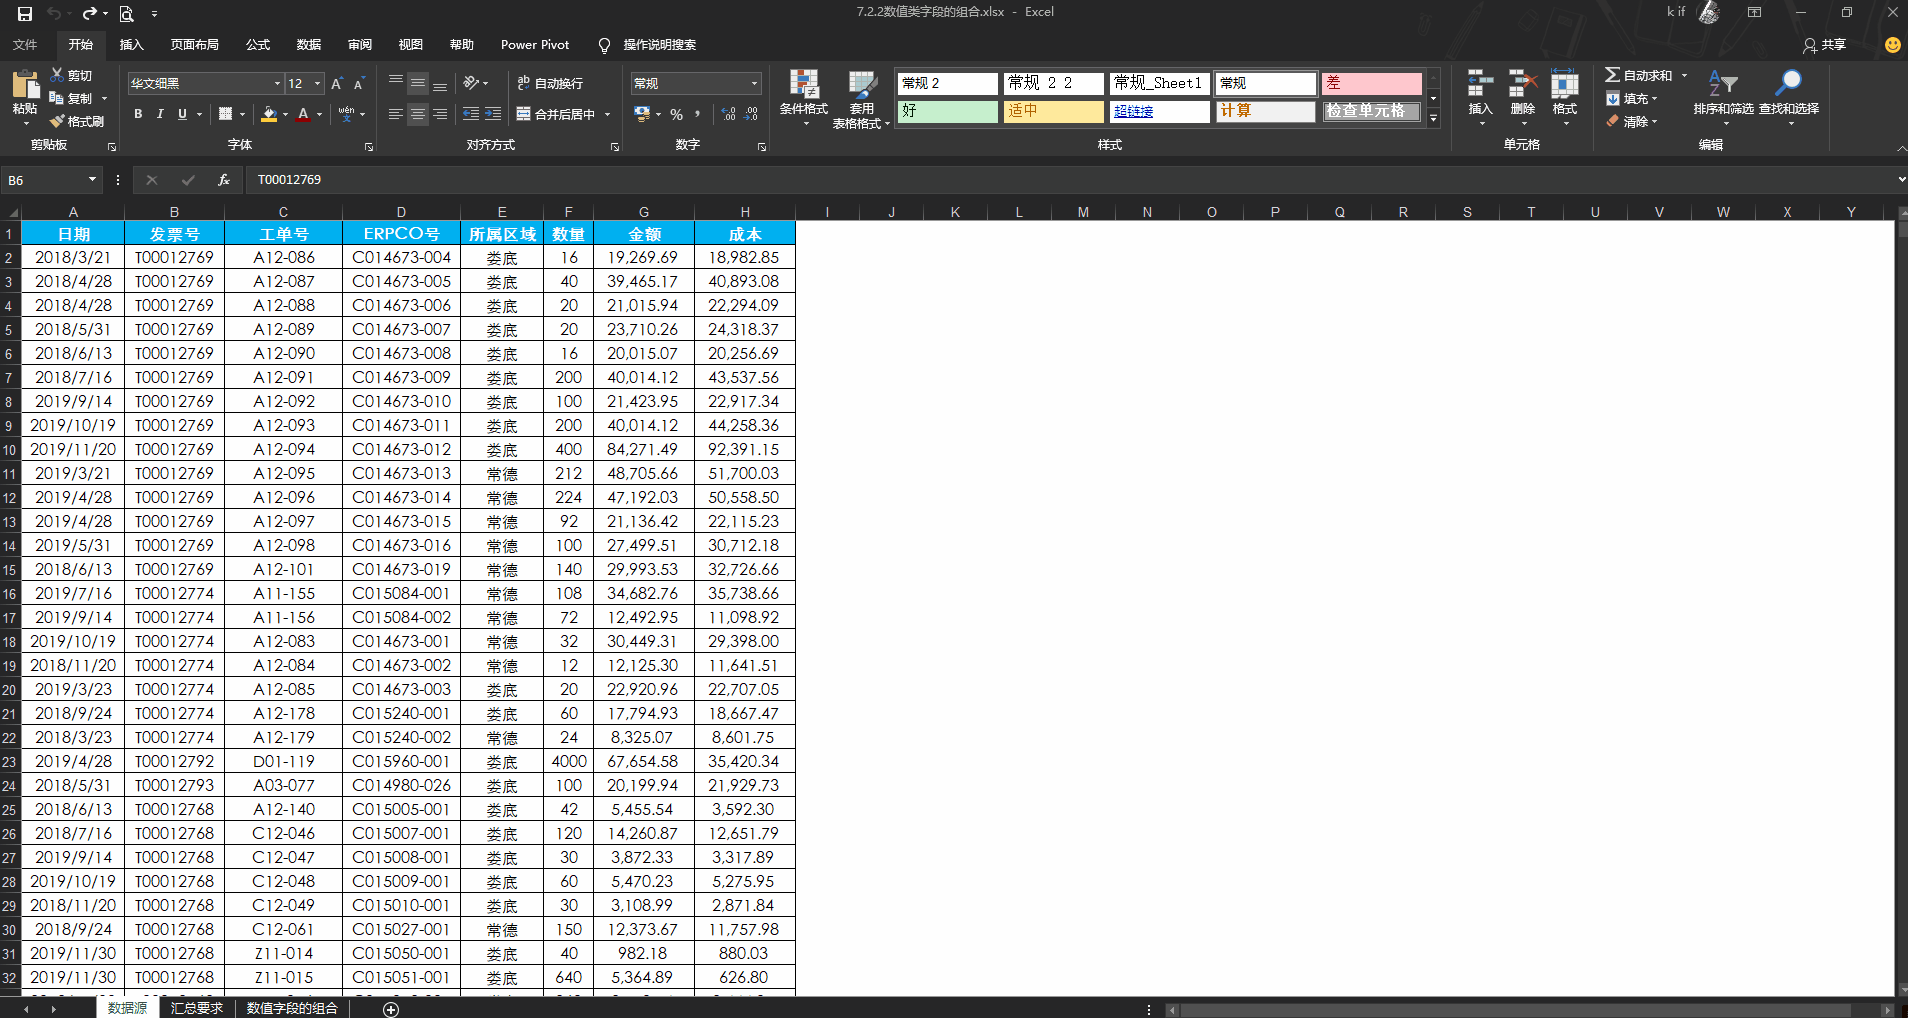 7.2.2数值类字段的组合.xlsx - Excel
k if
文件 开始 插入 页面布局 公式 数据 审阅 视图 帮助 Power Pivot 操作说明搜索 共享
粘贴 剪切 复制 格式刷 剪贴板
华文细黑 12 A A B I U A wén 文 字体
ab 自动换行 合并后居中 对齐方式
常规 % , 数字
条件格式 套用 表格格式
常规 2 常规 2 2 常规_Sheet1 常规 差
好 适中 超链接 计算 检查单元格
样式
插入 删除 格式 单元格
自动求和 填充 清除 排序和筛选 查找和选择 编辑
B6 fx T00012769
A B C D E F G H I J K L M N O P Q R S T U V W X Y
1 日期 发票号 工单号 ERPCO号 所属区域 数量 金额 成本
2 2018/3/21 T00012769 A12-086 C014673-004 娄底 16 19,269.69 18,982.85
3 2018/4/28 T00012769 A12-087 C014673-005 娄底 40 39,465.17 40,893.08
4 2018/4/28 T00012769 A12-088 C014673-006 娄底 20 21,015.94 22,294.09
5 2018/5/31 T00012769 A12-089 C014673-007 娄底 20 23,710.26 24,318.37
6 2018/6/13 T00012769 A12-090 C014673-008 娄底 16 20,015.07 20,256.69
7 2018/7/16 T00012769 A12-091 C014673-009 娄底 200 40,014.12 43,537.56
8 2019/9/14 T00012769 A12-092 C014673-010 娄底 100 21,423.95 22,917.34
9 2019/10/19 T00012769 A12-093 C014673-011 娄底 200 40,014.12 44,258.36
10 2019/11/20 T00012769 A12-094 C014673-012 娄底 400 84,271.49 92,391.15
11 2019/3/21 T00012769 A12-095 C014673-013 常德 212 48,705.66 51,700.03
12 2019/4/28 T00012769 A12-096 C014673-014 常德 224 47,192.03 50,558.50
13 2019/4/28 T00012769 A12-097 C014673-015 常德 92 21,136.42 22,115.23
14 2019/5/31 T00012769 A12-098 C014673-016 常德 100 27,499.51 30,712.18
15 2018/6/13 T00012769 A12-101 C014673-019 常德 140 29,993.53 32,726.66
16 2019/7/16 T00012774 A11-155 C015084-001 常德 108 34,682.76 35,738.66
17 2019/9/14 T00012774 A11-156 C015084-002 常德 72 12,492.95 11,098.92
18 2019/10/19 T00012774 A12-083 C014673-001 常德 32 30,449.31 29,398.00
19 2018/11/20 T00012774 A12-084 C014673-002 常德 12 12,125.30 11,641.51
20 2019/3/23 T00012774 A12-085 C014673-003 娄底 20 22,920.96 22,707.05
21 2018/9/24 T00012774 A12-178 C015240-001 娄底 60 17,794.93 18,667.47
22 2018/3/23 T00012774 A12-179 C015240-002 常德 24 8,325.07 8,601.75
23 2019/4/28 T00012792 D01-119 C015960-001 娄底 4000 67,654.58 35,420.34
24 2018/5/31 T00012793 A03-077 C014980-026 娄底 100 20,199.94 21,929.73
25 2018/6/13 T00012768 A12-140 C015005-001 娄底 42 5,455.54 3,592.30
26 2018/7/16 T00012768 C12-046 C015007-001 娄底 120 14,260.87 12,651.79
27 2019/9/14 T00012768 C12-047 C015008-001 娄底 30 3,872.33 3,317.89
28 2019/10/19 T00012768 C12-048 C015009-001 娄底 60 5,470.23 5,275.95
29 2018/11/20 T00012768 C12-049 C015010-001 娄底 30 3,108.99 2,871.84
30 2018/9/24 T00012768 C12-061 C015027-001 常德 150 12,373.67 11,757.98
31 2019/11/30 T00012768 Z11-014 C015050-001 娄底 40 982.18 880.03
32 2019/11/30 T00012768 Z11-015 C015051-001 娄底 640 5,364.89 626.80
数据源 汇总要求 数值字段的组合